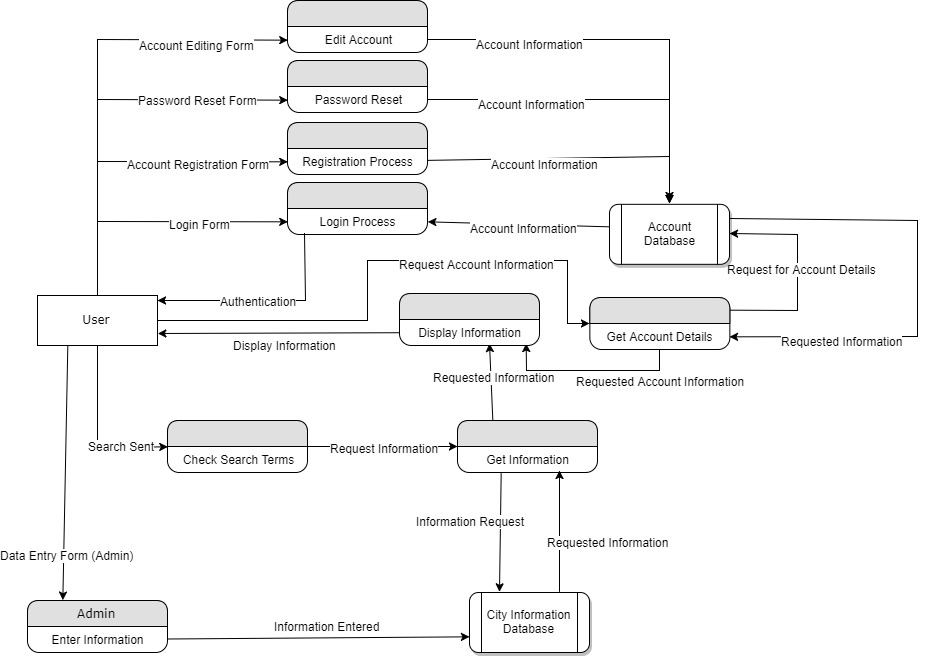 Edit Account
Account Editing Form
Account Information
Password Reset Form
Password Reset
Account Information
Account Registration Form
Registration Process
Account Information
Login Form
Login Process
Account Information
Account
Database
Request Account Information
Request for Account Details
Authentication
User
Display Information
Get Account Details
Requested Information
Display Information
Requested Information
Requested Account Information
Search Sent
Check Search Terms
Request Information
Get Information
Information Request
Requested Information
Data Entry Form (Admin)
Admin
Enter Information
Information Entered
City Information
Database